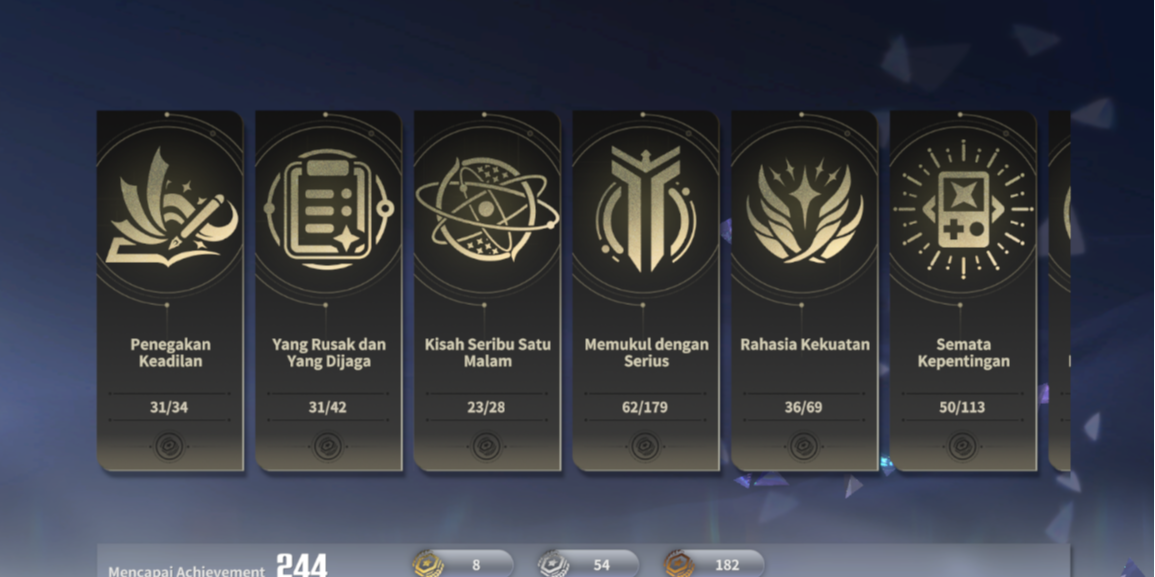 Penegakan
Keadilan
31/34
Yang Rusak dan
Yang Dijaga
31/42
Kisah Seribu Satu
Malam
23/28
Memukul dengan
Serius
62/179
Rahasia Kekuatan
36/69
Semata
Kepentingan
50/113
Mencapai Achievement 244
8
54
182